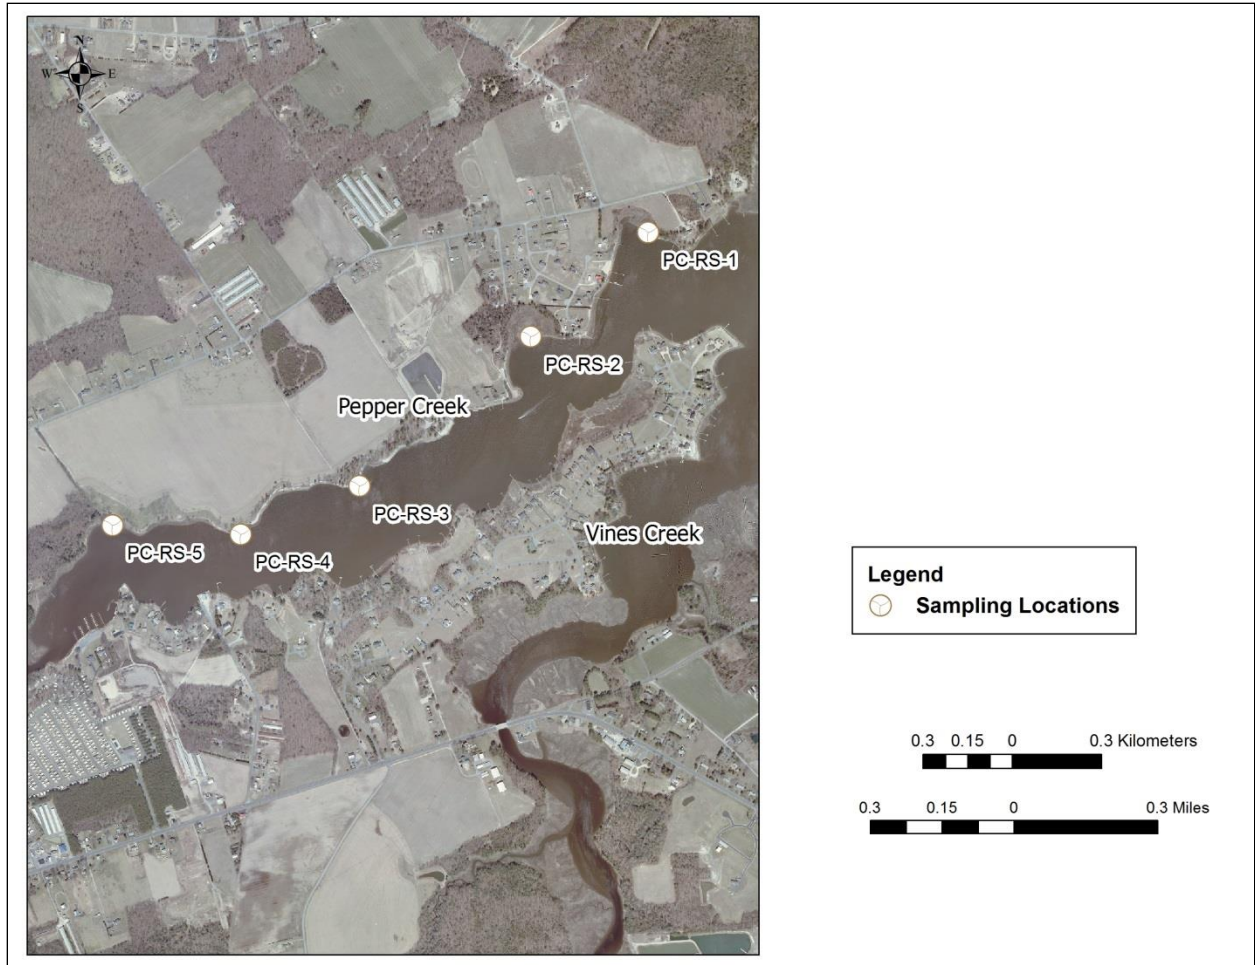 N
W E
S
PC-RS-1
PC-RS-2
Pepper Creek
PC-RS-3
Vines Creek
PC-RS-5
PC-RS-4
Legend
Sampling Locations
0.3 0.15 0 0.3 Kilometers
0.3 0.15 0 0.3 Miles